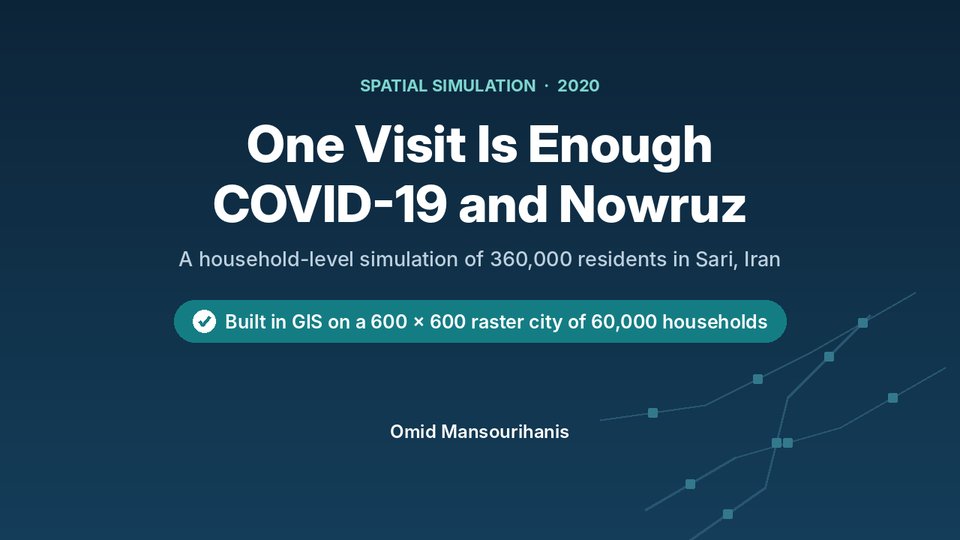 SPATIAL SIMULATION · 2020
One Visit Is Enough
COVID-19 and Nowruz
A household-level simulation of 360,000 residents in Sari, Iran
Built in GIS on a 600 × 600 raster city of 60,000 households
Omid Mansourihanis